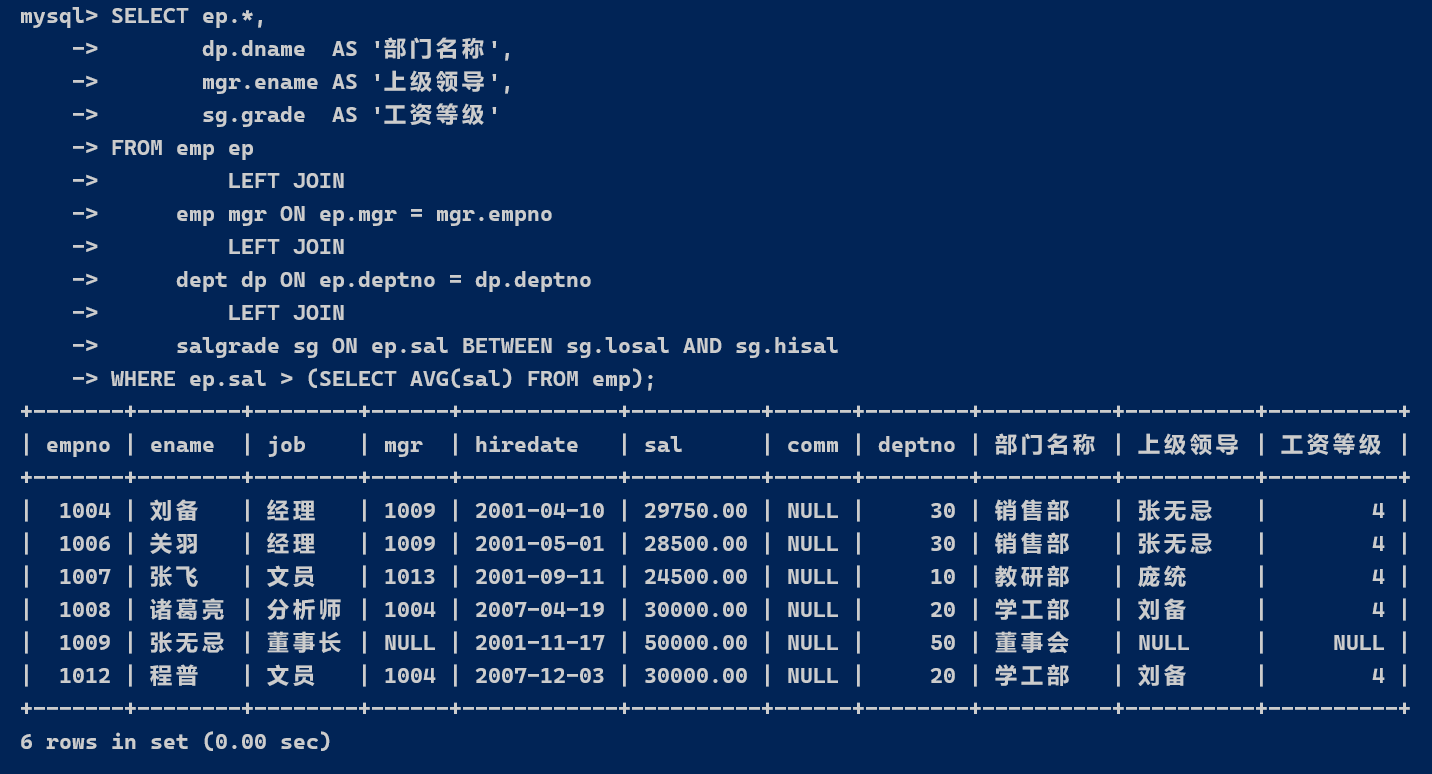 mysql> SELECT ep.*,
    ->        dp.dname  AS '部门名称',
    ->        mgr.ename AS '上级领导',
    ->        sg.grade  AS '工资等级'
    -> FROM emp ep
    ->          LEFT JOIN
    ->      emp mgr ON ep.mgr = mgr.empno
    ->          LEFT JOIN
    ->      dept dp ON ep.deptno = dp.deptno
    ->          LEFT JOIN
    ->      salgrade sg ON ep.sal BETWEEN sg.losal AND sg.hisal
    -> WHERE ep.sal > (SELECT AVG(sal) FROM emp);
+-------+--------+--------+------+------------+----------+------+--------+----------+----------+----------+
| empno | ename  | job    | mgr  | hiredate   | sal      | comm | deptno | 部门名称 | 上级领导 | 工资等级 |
+-------+--------+--------+------+------------+----------+------+--------+----------+----------+----------+
|  1004 | 刘备   | 经理   | 1009 | 2001-04-10 | 29750.00 | NULL |     30 | 销售部   | 张无忌   |        4 |
|  1006 | 关羽   | 经理   | 1009 | 2001-05-01 | 28500.00 | NULL |     30 | 销售部   | 张无忌   |        4 |
|  1007 | 张飞   | 文员   | 1013 | 2001-09-11 | 24500.00 | NULL |     10 | 教研部   | 庞统     |        4 |
|  1008 | 诸葛亮 | 分析师 | 1004 | 2007-04-19 | 30000.00 | NULL |     20 | 学工部   | 刘备     |        4 |
|  1009 | 张无忌 | 董事长 | NULL | 2001-11-17 | 50000.00 | NULL |     50 | 董事会   | NULL     |     NULL |
|  1012 | 程普   | 文员   | 1004 | 2007-12-03 | 30000.00 | NULL |     20 | 学工部   | 刘备     |        4 |
+-------+--------+--------+------+------------+----------+------+--------+----------+----------+----------+
6 rows in set (0.00 sec)